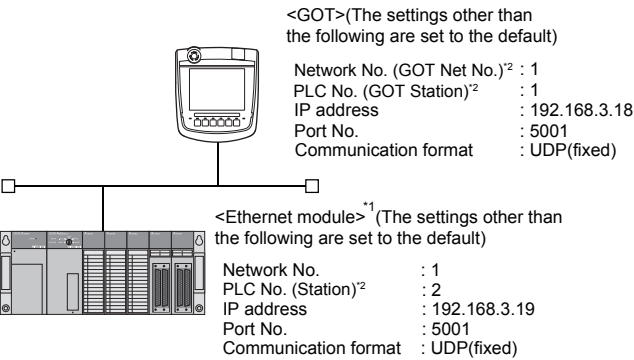 <GOT>(The settings other than
the following are set to the default)
Network No. (GOT Net No.)*2 : 1
PLC No. (GOT Station)*2 : 1
IP address : 192.168.3.18
Port No. : 5001
Communication format : UDP(fixed)
<Ethernet module>*1(The settings other than
the following are set to the default)
Network No. : 1
PLC No. (Station)*2 : 2
IP address : 192.168.3.19
Port No. : 5001
Communication format : UDP(fixed)